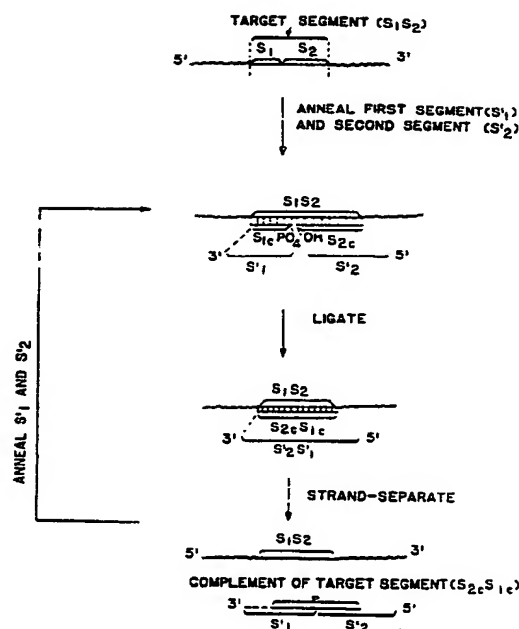 TARGET SEGMENT (S₁S₂)
S₁ S₂
5' 3'
ANNEAL FIRST SEGMENT(S'₁)
AND SECOND SEGMENT (S'₂)
S₁S₂
S₁c PO₄ OH S₂c
3' 5'
S'₁ S'₂
LIGATE
ANNEAL S'₁ AND S'₂
S₁S₂
S₂cS₁c
3' 5'
S'₂S'₁
STRAND-SEPARATE
S₁S₂
5' 3'
COMPLEMENT OF TARGET SEGMENT(S₂cS₁c)
3' 5'
S'₁ S'₂